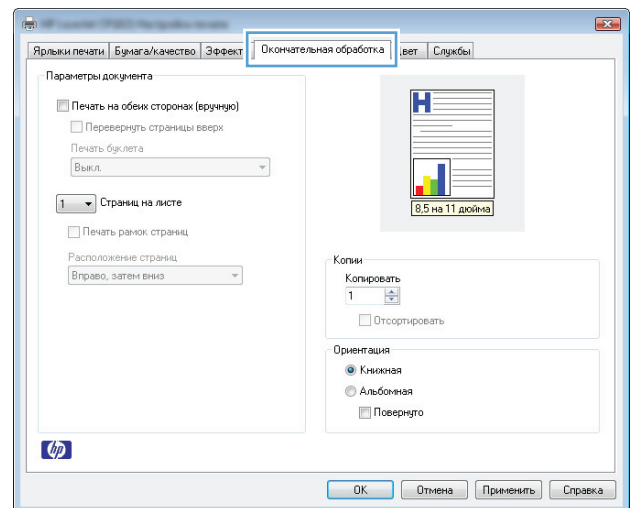 Ярлыки печати Бумага/качество Эффект Окончательная обработка вет Службы
Параметры документа
Печать на обеих сторонах (вручную)
Перевернуть страницы вверх
Печать буклета
Выкл.
1 Страниц на листе
Печать рамок страниц
Расположение страниц
Вправо, затем вниз
H
8,5 на 11 дюйма
Копии
Копировать
1
Отсортировать
Ориентация
Книжная
Альбомная
Повернуто
hp
OK Отмена Применить Справка